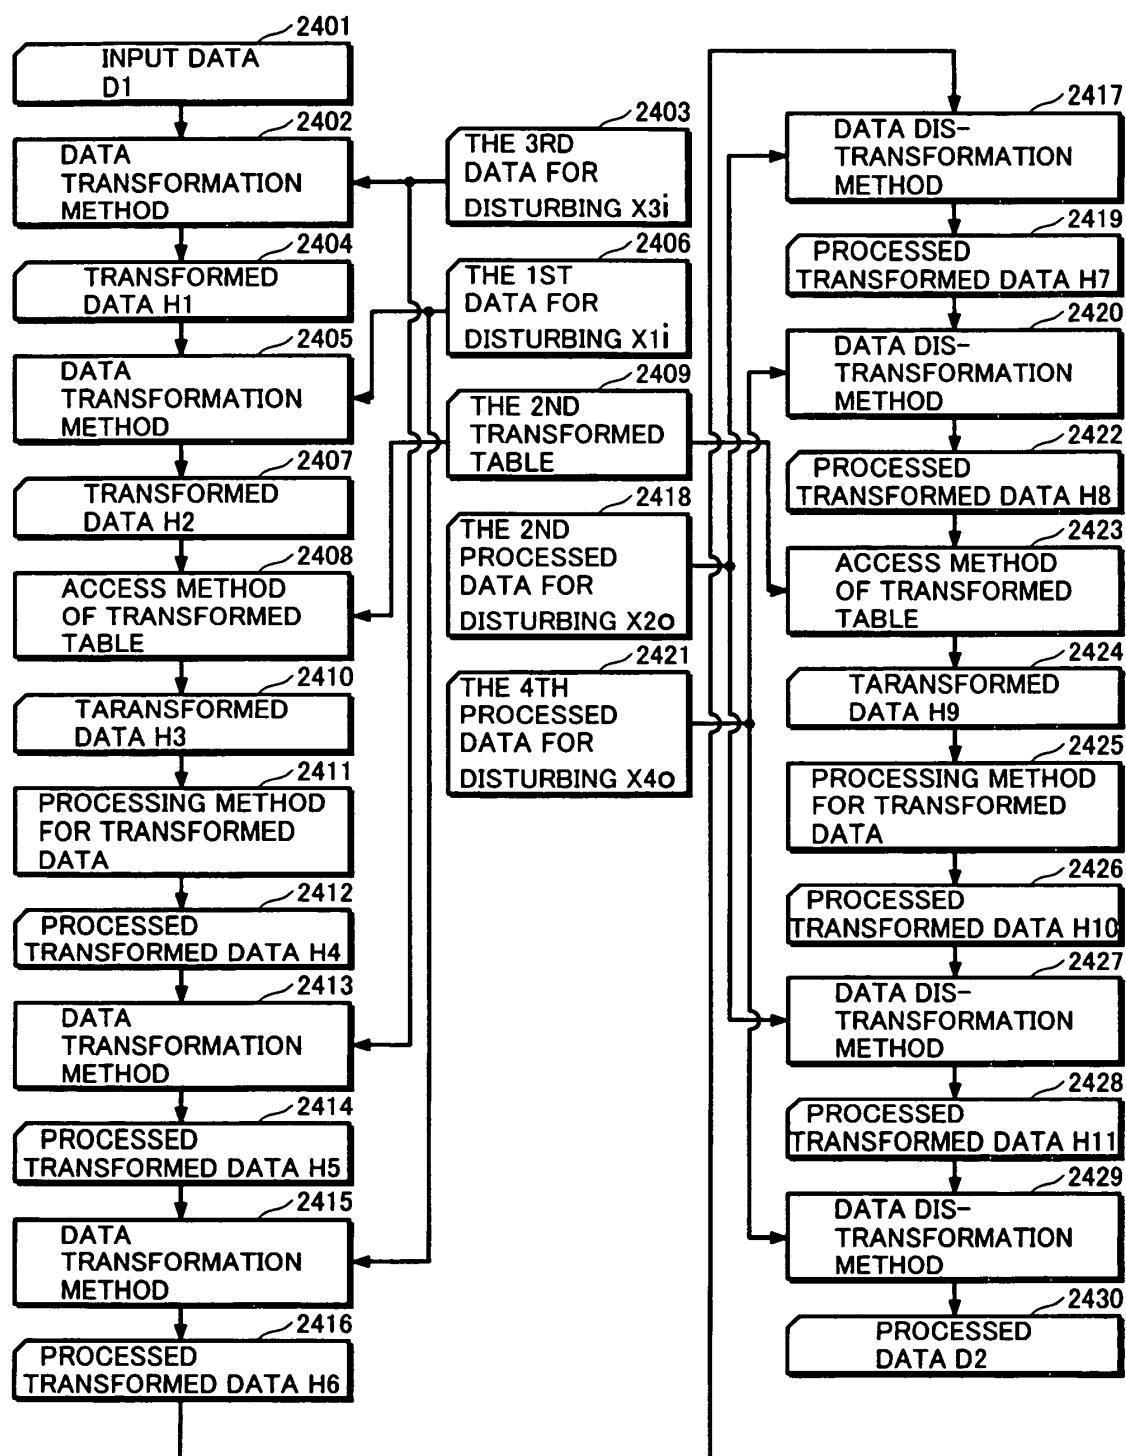 2401
INPUT DATA
D1
2402
DATA
TRANSFORMATION
METHOD
2404
TRANSFORMED
DATA H1
2405
DATA
TRANSFORMATION
METHOD
2407
TRANSFORMED
DATA H2
2408
ACCESS METHOD
OF TRANSFORMED
TABLE
2410
TARANSFORMED
DATA H3
2411
PROCESSING METHOD
FOR TRANSFORMED
DATA
2412
PROCESSED
TRANSFORMED DATA H4
2413
DATA
TRANSFORMATION
METHOD
2414
PROCESSED
TRANSFORMED DATA H5
2415
DATA
TRANSFORMATION
METHOD
2416
PROCESSED
TRANSFORMED DATA H6
2403
THE 3RD
DATA FOR
DISTURBING X3i
2406
THE 1ST
DATA FOR
DISTURBING X1i
2409
THE 2ND
TRANSFORMED
TABLE
2418
THE 2ND
PROCESSED
DATA FOR
DISTURBING X2o
2421
THE 4TH
PROCESSED
DATA FOR
DISTURBING X4o
2417
DATA DIS-
TRANSFORMATION
METHOD
2419
PROCESSED
TRANSFORMED DATA H7
2420
DATA DIS-
TRANSFORMATION
METHOD
2422
PROCESSED
TRANSFORMED DATA H8
2423
ACCESS METHOD
OF TRANSFORMED
TABLE
2424
TARANSFORMED
DATA H9
2425
PROCESSING METHOD
FOR TRANSFORMED
DATA
2426
PROCESSED
TRANSFORMED DATA H10
2427
DATA DIS-
TRANSFORMATION
METHOD
2428
PROCESSED
TRANSFORMED DATA H11
2429
DATA DIS-
TRANSFORMATION
METHOD
2430
PROCESSED
DATA D2